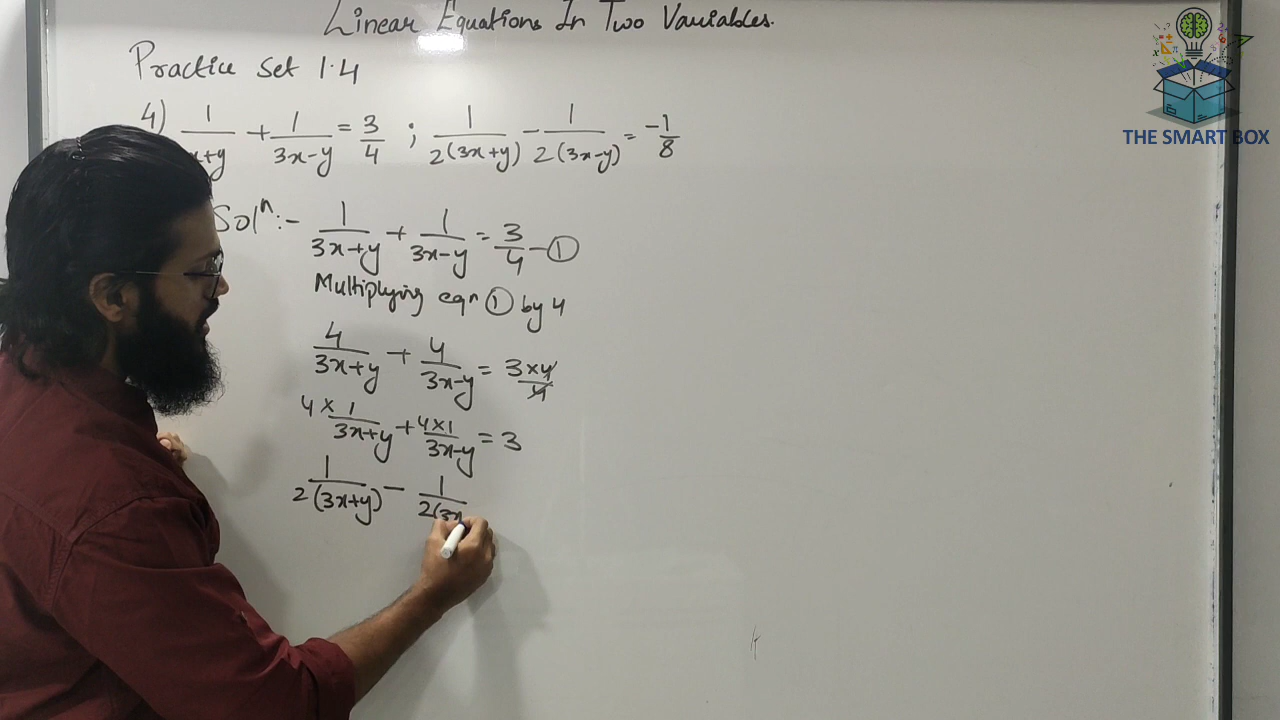 Linear Equations In Two Variables.
Practice Set 1.4
4) 1/x+y + 1/3x-y = 3/4 ; 1/2(3x+y) - 1/2(3x-y) = -1/8
Solⁿ:- 1/3x+y + 1/3x-y = 3/4 - ①
Multiplying eqⁿ ① by 4
4/3x+y + 4/3x-y = 3×4/4
4×1/3x+y + 4×1/3x-y = 3
1/2(3x+y) - 1/2(3x
THE SMART BOX